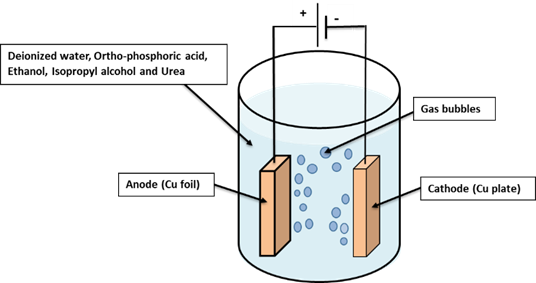 + -
Deionized water, Ortho-phosphoric acid,
Ethanol, Isopropyl alcohol and Urea
Gas bubbles
Anode (Cu foil)
Cathode (Cu plate)